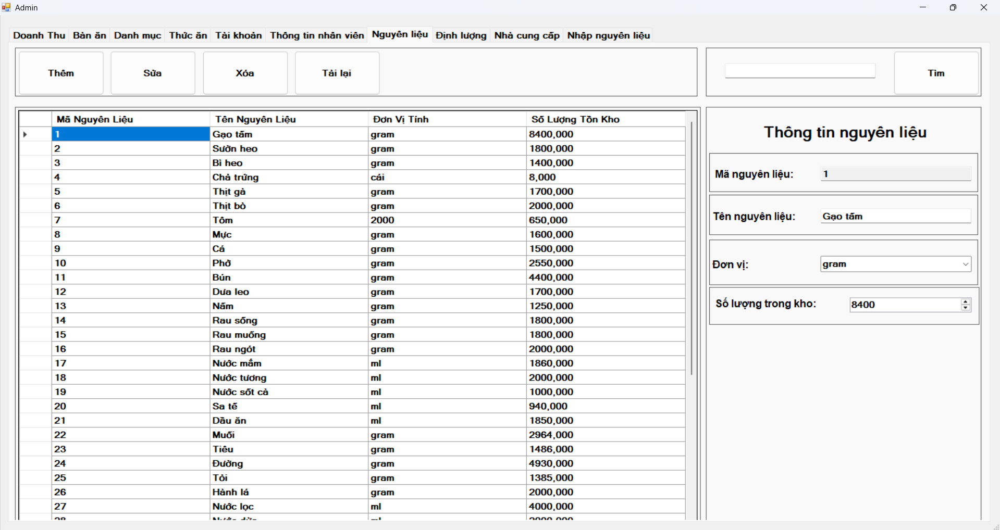 Admin
Doanh Thu Bàn ăn Danh mục Thức ăn Tài khoản Thông tin nhân viên Nguyên liệu Định lượng Nhà cung cấp Nhập nguyên liệu
Thêm Sửa Xóa Tải lại Tìm
Mã Nguyên Liệu Tên Nguyên Liệu Đơn Vị Tính Số Lượng Tồn Kho
1 Gạo tấm gram 8400,000
2 Sườn heo gram 1800,000
3 Bì heo gram 1400,000
4 Chả trứng cái 8,000
5 Thịt gà gram 1700,000
6 Thịt bò gram 2000,000
7 Tôm 2000 650,000
8 Mực gram 1600,000
9 Cá gram 1500,000
10 Phở gram 2550,000
11 Bún gram 4400,000
12 Dưa leo gram 1700,000
13 Nấm gram 1250,000
14 Rau sống gram 1800,000
15 Rau muống gram 1800,000
16 Rau ngót gram 2000,000
17 Nước mắm ml 1860,000
18 Nước tương ml 2000,000
19 Nước sốt cà ml 1000,000
20 Sa tế ml 940,000
21 Dầu ăn ml 1850,000
22 Muối gram 2964,000
23 Tiêu gram 1486,000
24 Đường gram 4930,000
25 Tỏi gram 1385,000
26 Hành lá gram 2000,000
27 Nước lọc ml 4000,000
Thông tin nguyên liệu
Mã nguyên liệu: 1
Tên nguyên liệu: Gạo tấm
Đơn vị: gram
Số lượng trong kho: 8400